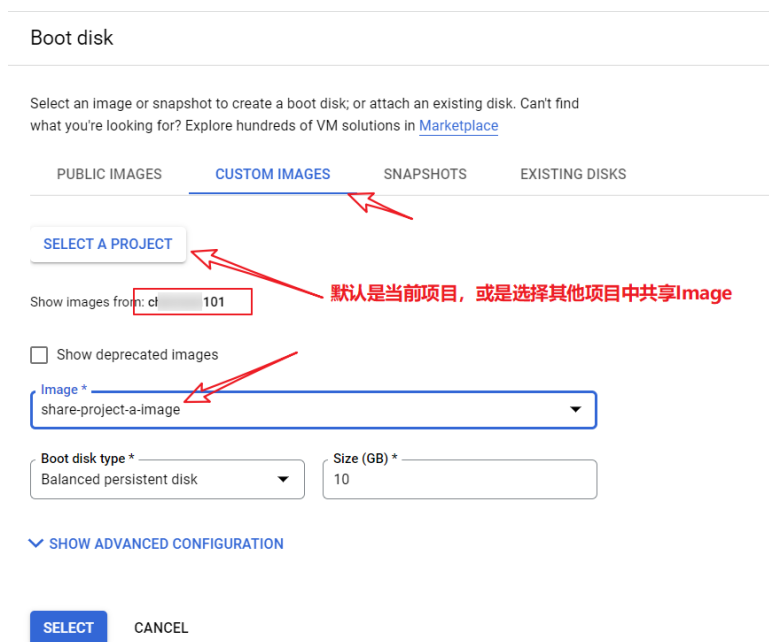 Boot disk
Select an image or snapshot to create a boot disk; or attach an existing disk. Can't find
what you're looking for? Explore hundreds of VM solutions in Marketplace
PUBLIC IMAGES CUSTOM IMAGES SNAPSHOTS EXISTING DISKS
SELECT A PROJECT
默认是当前项目，或是选择其他项目中共享Image
Show images from: 101
Show deprecated images
Image *
share-project-a-image
Boot disk type * Size (GB) *
Balanced persistent disk 10
SHOW ADVANCED CONFIGURATION
SELECT CANCEL